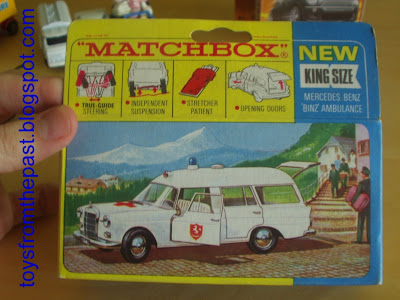 "MATCHBOX"®
NEW
KING SIZE
MERCEDES BENZ
"BINZ" AMBULANCE
• TRUE-GUIDE
STEERING
• INDEPENDENT
SUSPENSION
• STRETCHER
PATIENT
• OPENING DOORS
toysfromthepast.blogspot.com